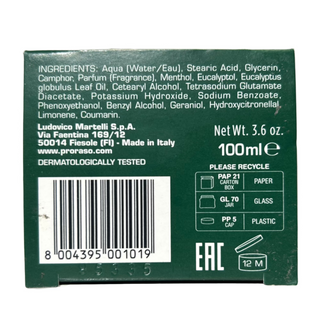 INGREDIENTS: Aqua (Water/Eau), Stearic Acid, Glycerin,
Camphor, Parfum (Fragrance), Menthol, Eucalyptol, Eucalyptus
globulus Leaf Oil, Cetearyl Alcohol, Tetrasodium Glutamate
Diacetate, Potassium Hydroxide, Sodium Benzoate,
Phenoxyethanol, Benzyl Alcohol, Geraniol, Hydroxycitronellal,
Limonene, Coumarin.
Ludovico Martelli S.p.A.
Via Faentina 169/12
50014 Fiesole (FI) - Made in Italy
www.proraso.com
DERMATOLOGICALLY TESTED
Net Wt. 3.6 oz.
100ml e
PLEASE RECYCLE
PAP 21
CARTON
BOX
PAPER
GL 70
JAR
GLASS
PP 5
CAP
PLASTIC
8 004395 001019
EAC
12 M